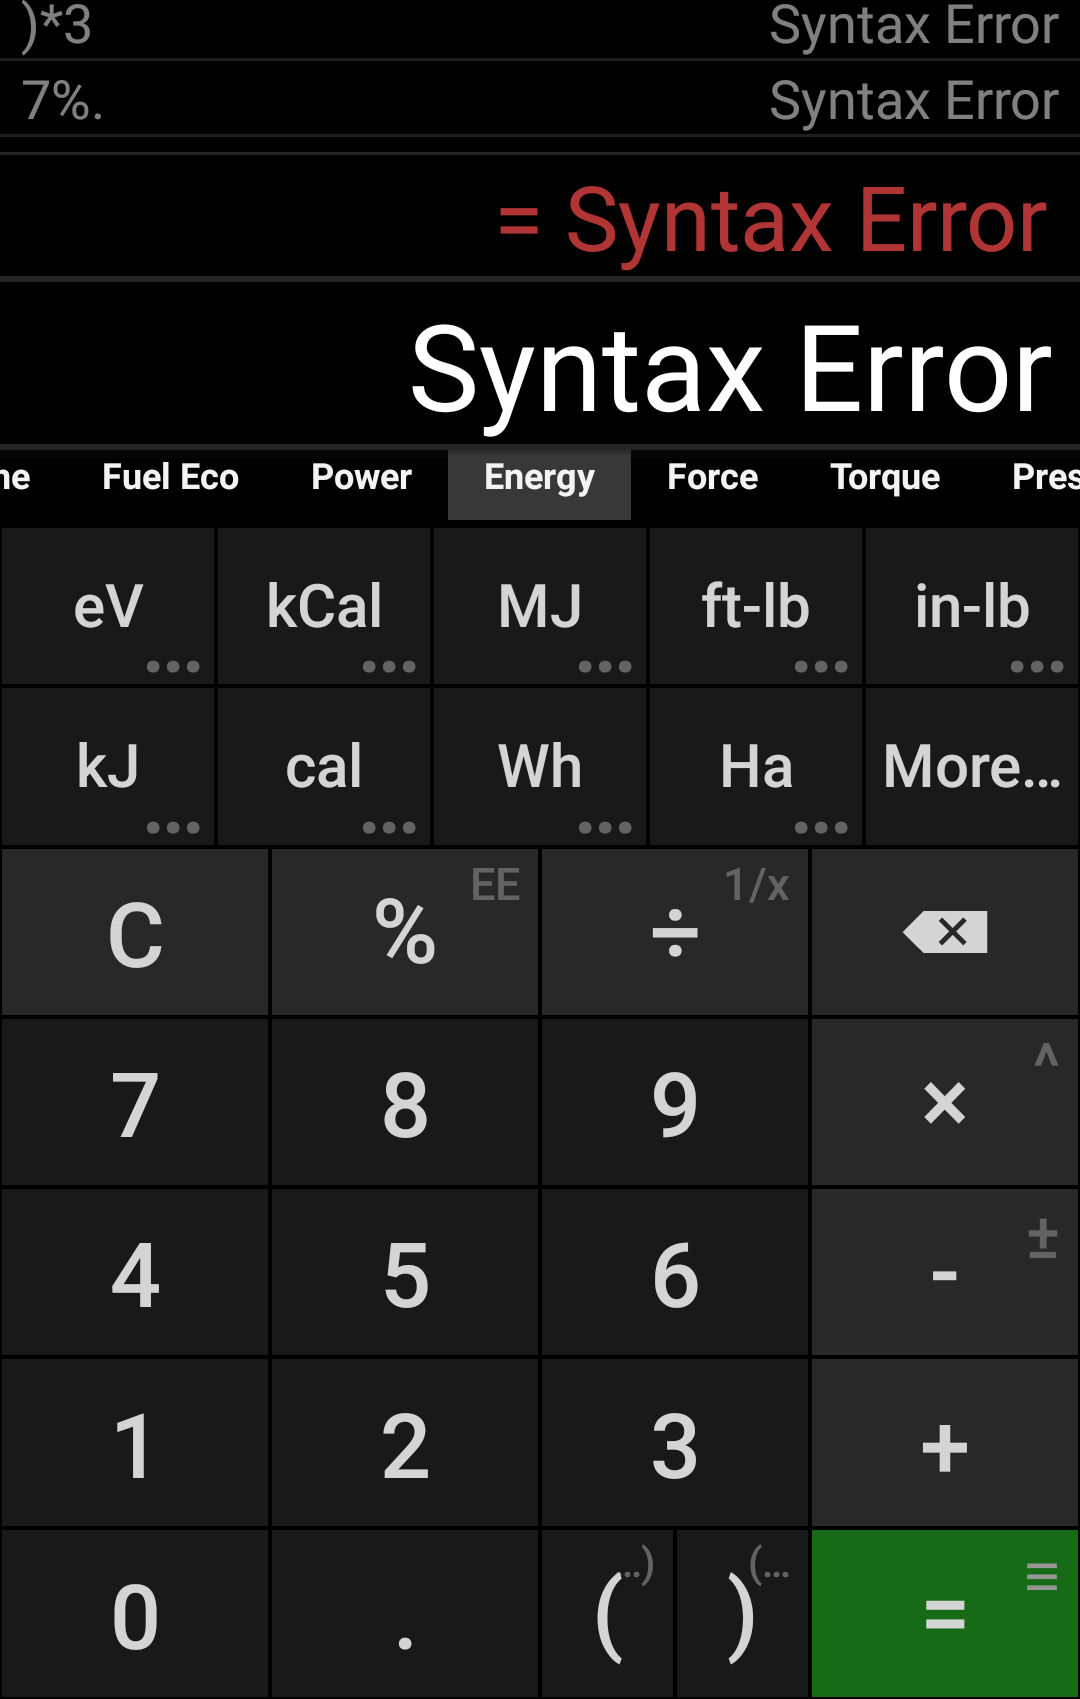 )*3 Syntax Error
7%. Syntax Error
= Syntax Error
Syntax Error
ne Fuel Eco Power Energy Force Torque Pres
eV kCal MJ ft-lb in-lb
... ... ... ... ...
kJ cal Wh Ha More...
... ... ... ...
EE 1/x
C % ÷ ×
^
7 8 9 ×
±
4 5 6 -
1 2 3 +
..) (... ≡
0 . ( ) =